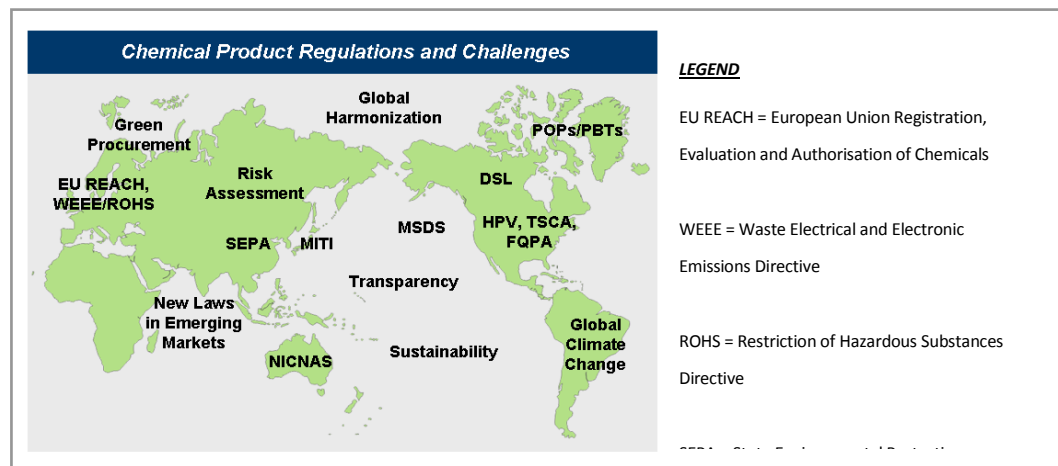 Chemical Product Regulations and Challenges
Global
Harmonization
Green
Procurement
POPs/PBTs
EU REACH,
WEEE/ROHS
Risk
Assessment
DSL
MSDS
HPV, TSCA,
FQPA
SEPA
MITI
Transparency
New Laws
in Emerging
Markets
Sustainability
NICNAS
Global
Climate
Change
LEGEND
EU REACH = European Union Registration,
Evaluation and Authorisation of Chemicals
WEEE = Waste Electrical and Electronic
Emissions Directive
ROHS = Restriction of Hazardous Substances
Directive